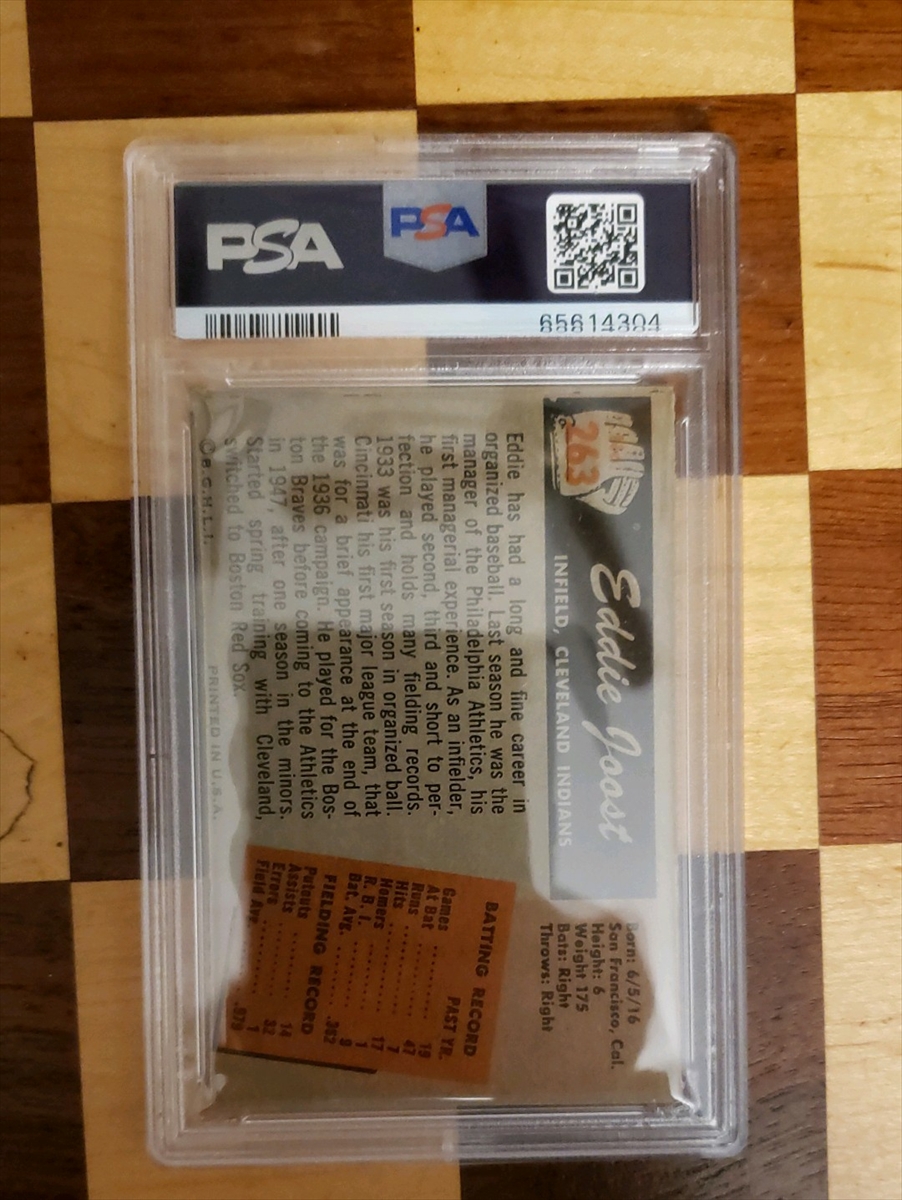 PSA
PSA
65614304
263
Eddie Joost
INFIELD, CLEVELAND INDIANS
Born: 6/5/16
San Francisco, Cal.
Height: 6
Weight 175
Bats: Right
Throws: Right
Eddie has had a long and fine career in
organized baseball. Last season he was the
manager of the Philadelphia Athletics, his
first managerial experience. As an infielder,
he played second, third and short to per-
fection and holds many fielding records.
1933 was his first season in organized ball.
Cincinnati his first major league team, that
was for a brief appearance at the end of
the 1936 campaign. He played for the Bos-
ton Braves before coming to the Athletics
in 1947, after one season in the minors.
Started spring training with Cleveland,
switched to Boston Red Sox.
BATTING RECORD
PAST YR.
Games ........ 19
At Bat ........ 47
Runs ........ 7
Hits ........ 17
Homers ........ 1
R. B. I. ........ 9
Bat. Avg. ........ .362
FIELDING RECORD
Putouts ........ 14
Assists ........ 32
Errors ........ 1
Field Ave ........ .979
© B.G.H.L.I.
PRINTED IN U.S.A.